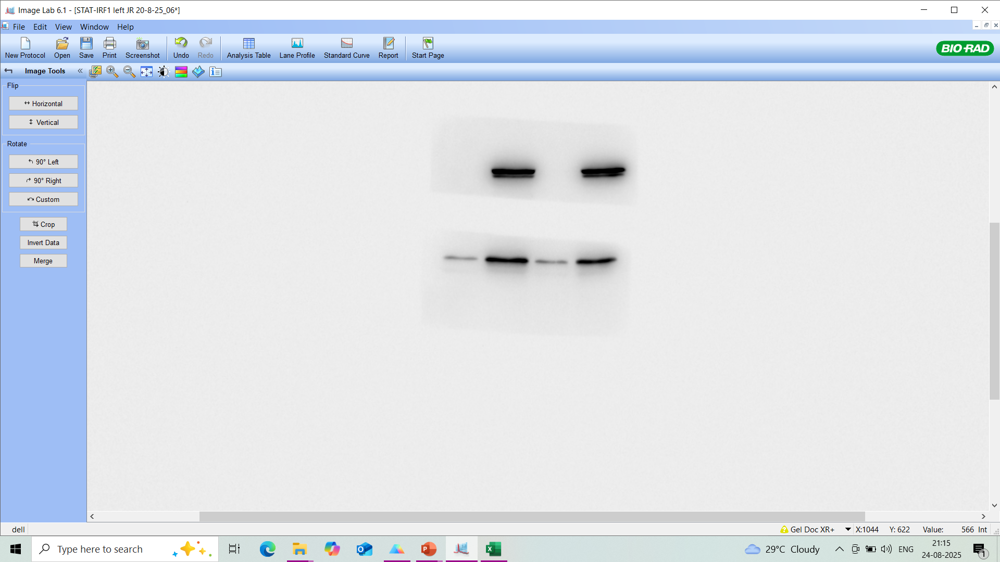 Image Lab 6.1 - [STAT-IRF1 left JR 20-8-25_06*]
File Edit View Window Help
New Protocol Open Save Print Screenshot Undo Redo Analysis Table Lane Profile Standard Curve Report Start Page
BIO-RAD
Image Tools
Flip
Horizontal
Vertical
Rotate
90° Left
90° Right
Custom
Crop
Invert Data
Merge
dell
Gel Doc XR+ X:1044 Y: 622 Value: 566 Int
Type here to search
29°C Cloudy
ENG
21:15
24-08-2025
1